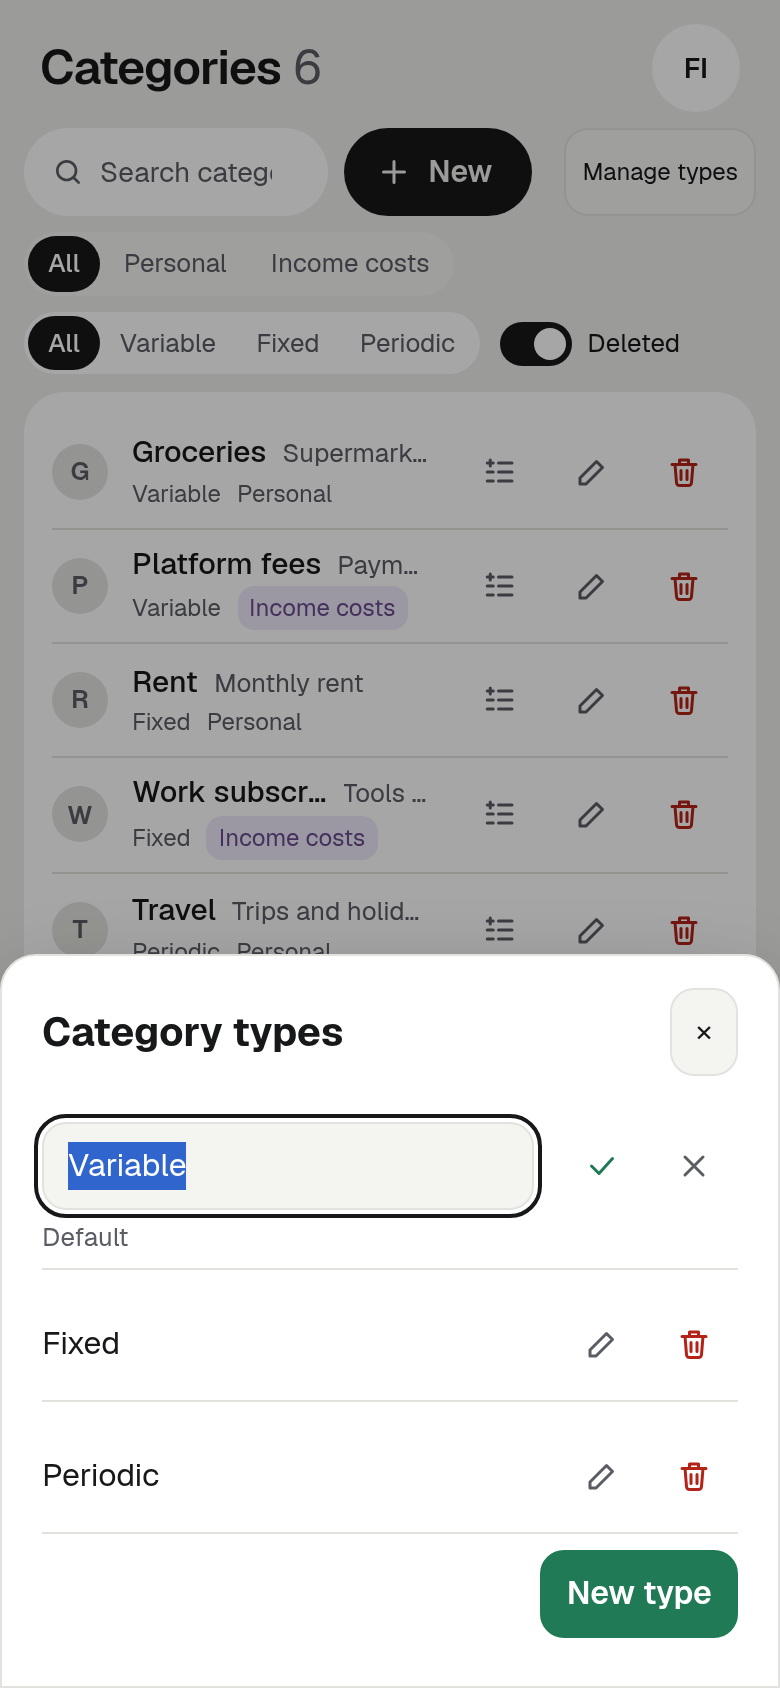 Categories 6
FI
Search categ
New
Manage types
All Personal Income costs
All Variable Fixed Periodic Deleted
G Groceries Supermark...
Variable Personal
P Platform fees Paym...
Variable Income costs
R Rent Monthly rent
Fixed Personal
W Work subscr... Tools ...
Fixed Income costs
T Travel Trips and holid...
Periodic Personal
Category types
Variable
Default
Fixed
Periodic
New type